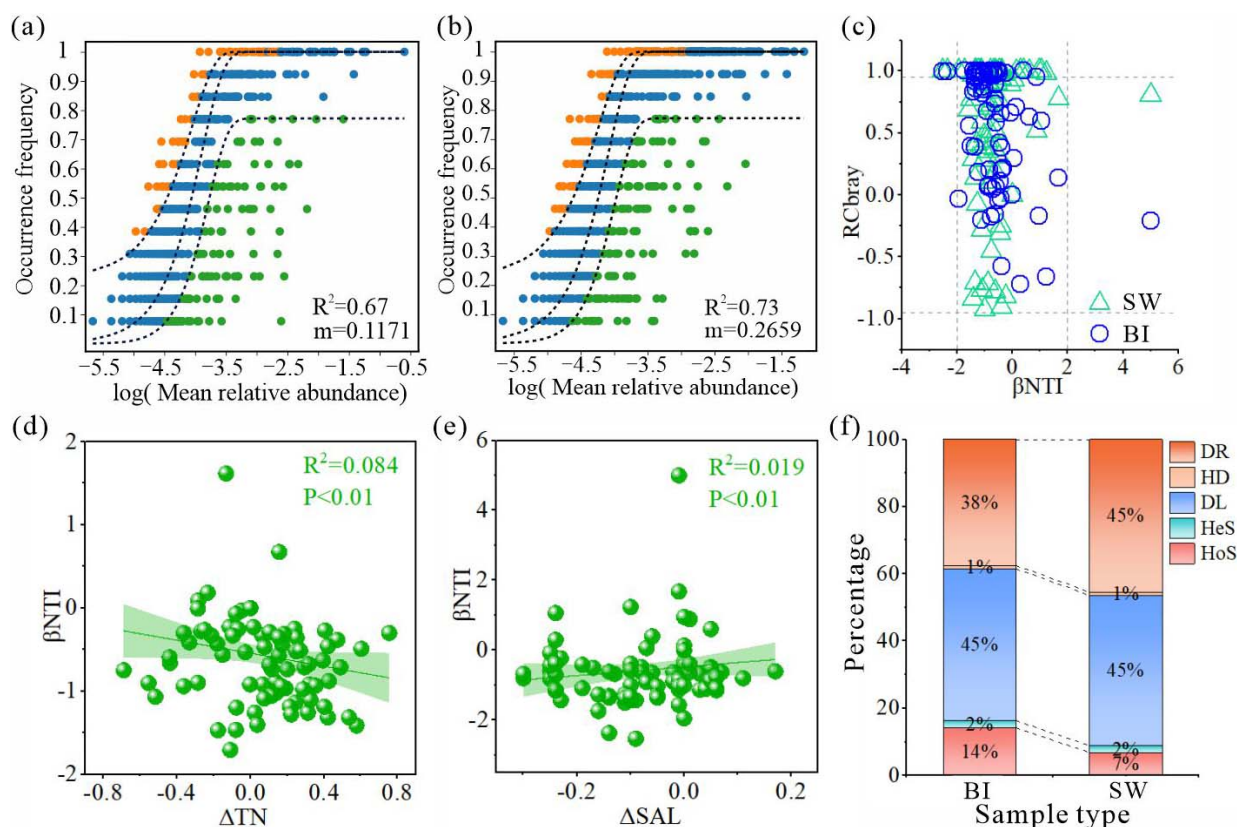 (a)
1
0.9
0.8
0.7
0.6
0.5
0.4
0.3
0.2
0.1
Occurrence frequency
R²=0.67
m=0.1171
−5.5 −4.5 −3.5 −2.5 −1.5 −0.5
log( Mean relative abundance)
(b)
1
0.9
0.8
0.7
0.6
0.5
0.4
0.3
0.2
0.1
Occurrence frequency
R²=0.73
m=0.2659
−5.5 −4.5 −3.5 −2.5 −1.5
log( Mean relative abundance)
(c)
1.0
0.5
0.0
-0.5
-1.0
RCbray
SW
BI
-4 -2 0 2 4 6
βNTI
(d)
2
1
0
-1
-2
βNTI
R²=0.084
P<0.01
-0.8 -0.4 0.0 0.4 0.8
ΔTN
(e)
6
4
2
0
-2
βNTI
R²=0.019
P<0.01
-0.2 0.0 0.2
ΔSAL
(f)
100
80
60
40
20
0
Percentage
38%
1%
45%
2%
14%
45%
1%
45%
2%
7%
DR
HD
DL
HeS
HoS
BI SW
Sample type